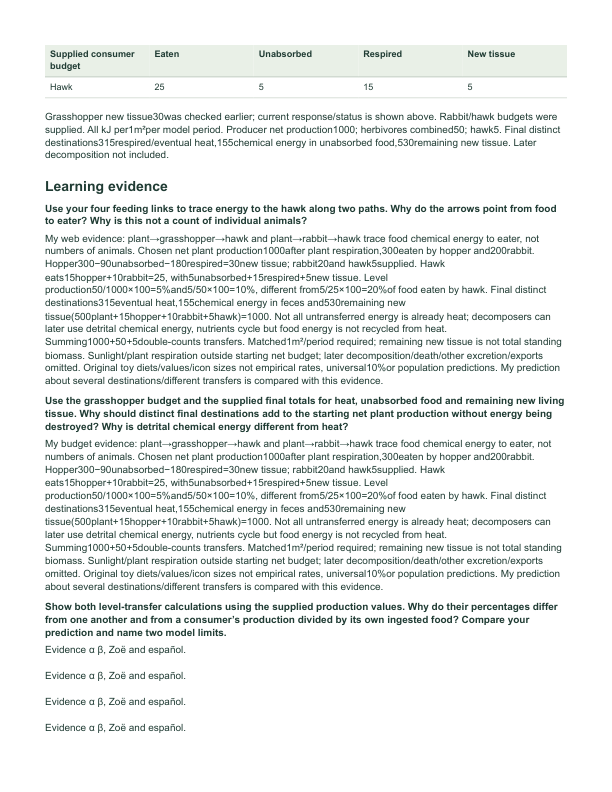 Supplied consumer budget Eaten Unabsorbed Respired New tissue
Hawk 25 5 15 5
Grasshopper new tissue30was checked earlier; current response/status is shown above. Rabbit/hawk budgets were
supplied. All kJ per1m²per model period. Producer net production1000; herbivores combined50; hawk5. Final distinct
destinations315respired/eventual heat,155chemical energy in unabsorbed food,530remaining new tissue. Later
decomposition not included.
Learning evidence
Use your four feeding links to trace energy to the hawk along two paths. Why do the arrows point from food
to eater? Why is this not a count of individual animals?
My web evidence: plant→grasshopper→hawk and plant→rabbit→hawk trace food chemical energy to eater, not
numbers of animals. Chosen net plant production1000after plant respiration,300eaten by hopper and200rabbit.
Hopper300−90unabsorbed−180respired=30new tissue; rabbit20and hawk5supplied. Hawk
eats15hopper+10rabbit=25, with5unabsorbed+15respired+5new tissue. Level
production50/1000×100=5%and5/50×100=10%, different from5/25×100=20%of food eaten by hawk. Final distinct
destinations315eventual heat,155chemical energy in feces and530remaining new
tissue(500plant+15hopper+10rabbit+5hawk)=1000. Not all untransferred energy is already heat; decomposers can
later use detrital chemical energy, nutrients cycle but food energy is not recycled from heat.
Summing1000+50+5double-counts transfers. Matched1m²/period required; remaining new tissue is not total standing
biomass. Sunlight/plant respiration outside starting net budget; later decomposition/death/other excretion/exports
omitted. Original toy diets/values/icon sizes not empirical rates, universal10%or population predictions. My prediction
about several destinations/different transfers is compared with this evidence.
Use the grasshopper budget and the supplied final totals for heat, unabsorbed food and remaining new living
tissue. Why should distinct final destinations add to the starting net plant production without energy being
destroyed? Why is detrital chemical energy different from heat?
My budget evidence: plant→grasshopper→hawk and plant→rabbit→hawk trace food chemical energy to eater, not
numbers of animals. Chosen net plant production1000after plant respiration,300eaten by hopper and200rabbit.
Hopper300−90unabsorbed−180respired=30new tissue; rabbit20and hawk5supplied. Hawk
eats15hopper+10rabbit=25, with5unabsorbed+15respired+5new tissue. Level
production50/1000×100=5%and5/50×100=10%, different from5/25×100=20%of food eaten by hawk. Final distinct
destinations315eventual heat,155chemical energy in feces and530remaining new
tissue(500plant+15hopper+10rabbit+5hawk)=1000. Not all untransferred energy is already heat; decomposers can
later use detrital chemical energy, nutrients cycle but food energy is not recycled from heat.
Summing1000+50+5double-counts transfers. Matched1m²/period required; remaining new tissue is not total standing
biomass. Sunlight/plant respiration outside starting net budget; later decomposition/death/other excretion/exports
omitted. Original toy diets/values/icon sizes not empirical rates, universal10%or population predictions. My prediction
about several destinations/different transfers is compared with this evidence.
Show both level-transfer calculations using the supplied production values. Why do their percentages differ
from one another and from a consumer's production divided by its own ingested food? Compare your
prediction and name two model limits.
Evidence α β, Zoë and español.
Evidence α β, Zoë and español.
Evidence α β, Zoë and español.
Evidence α β, Zoë and español.